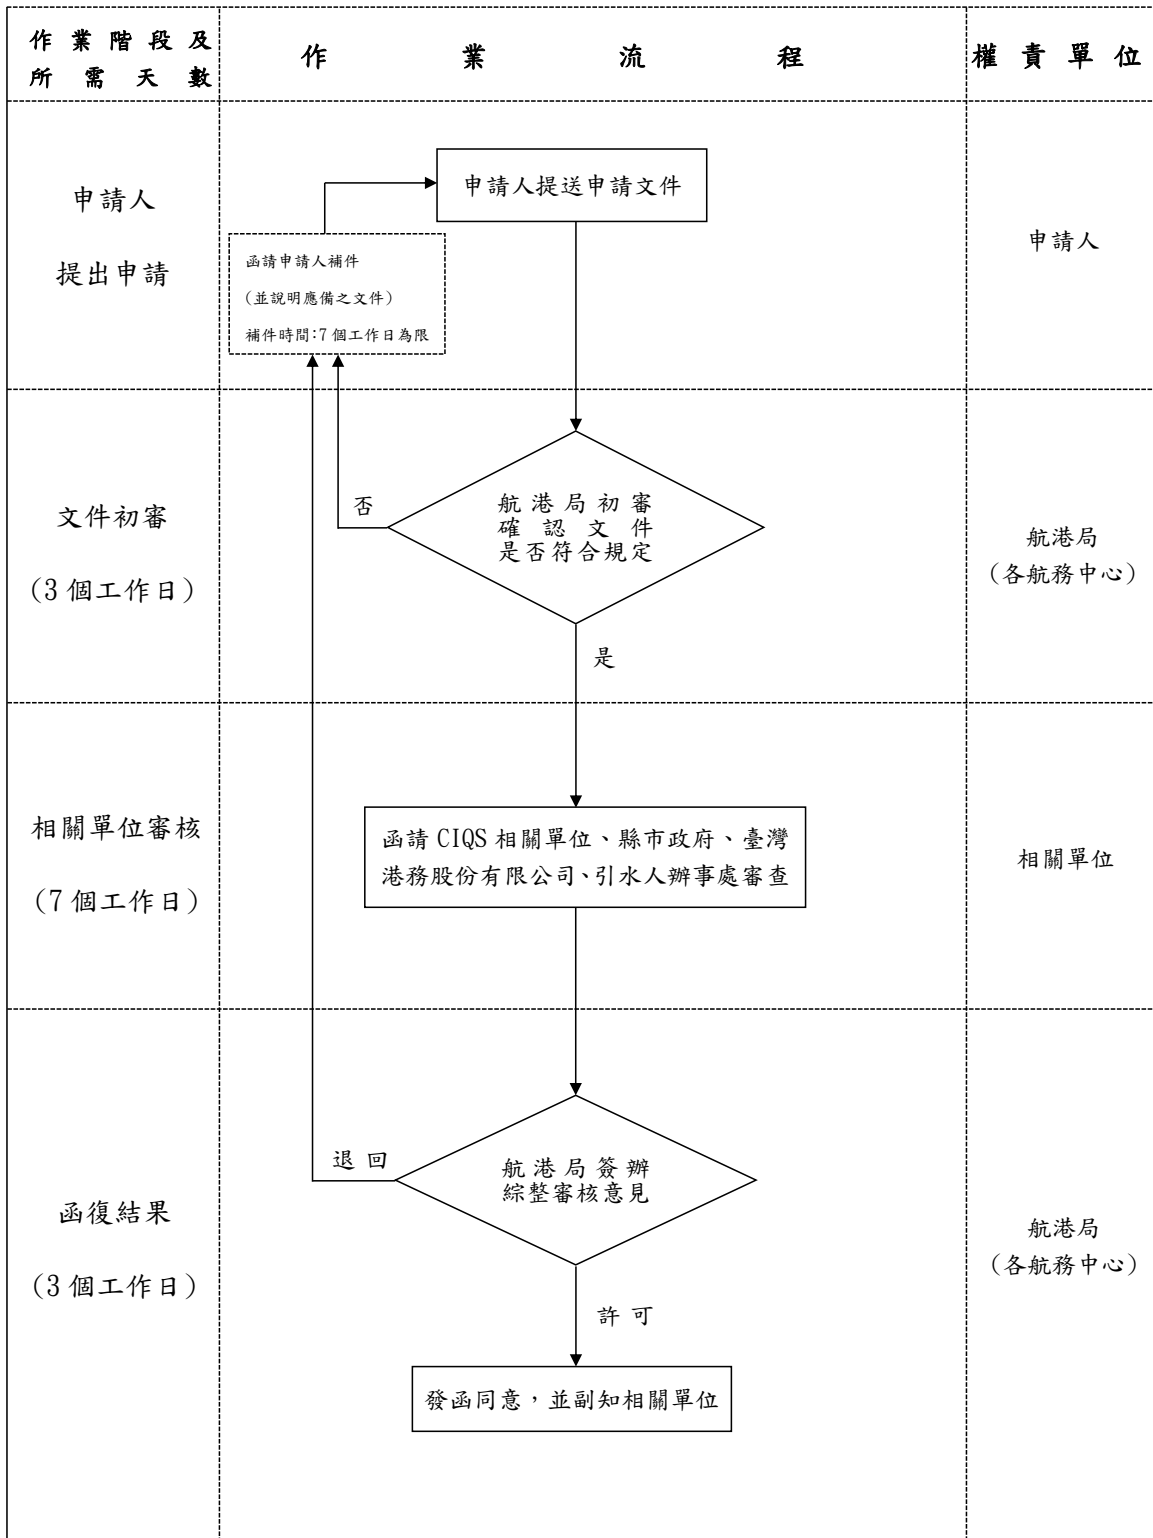 作業階段及
所需天數
作業流程
權責單位
申請人
提出申請
申請人提送申請文件
函請申請人補件
(並說明應備之文件)
補件時間:7個工作日為限
申請人
文件初審
(3個工作日)
否
航港局初審
確認文件
是否符合規定
是
航港局
(各航務中心)
相關單位審核
(7個工作日)
函請CIQS相關單位、縣市政府、臺灣
港務股份有限公司、引水人辦事處審查
相關單位
函復結果
(3個工作日)
退回
航港局簽辦
綜整審核意見
許可
發函同意，並副知相關單位
航港局
(各航務中心)